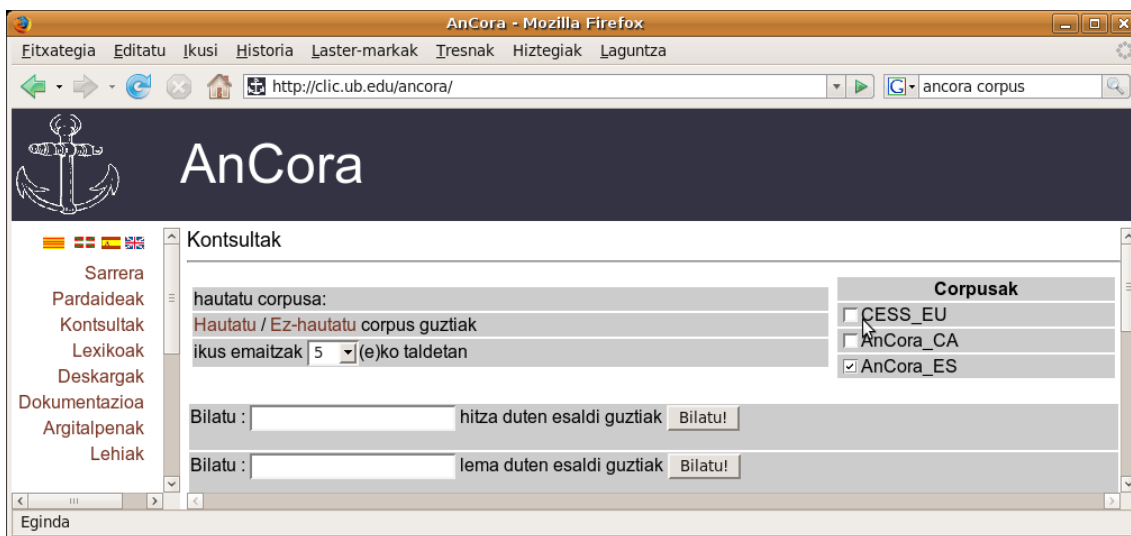 AnCora - Mozilla Firefox
Fitxategia Editatu Ikusi Historia Laster-markak Tresnak Hiztegiak Laguntza
http://clic.ub.edu/ancora/ G ancora corpus
AnCora
Kontsultak
Sarrera
Pardaideak
Kontsultak
Lexikoak
Deskargak
Dokumentazioa
Argitalpenak
Lehiak
hautatu corpusa:
Hautatu / Ez-hautatu corpus guztiak
ikus emaitzak 5 (e)ko taldetan
Corpusak
CESS_EU
AnCora_CA
AnCora_ES
Bilatu : hitza duten esaldi guztiak Bilatu!
Bilatu : lema duten esaldi guztiak Bilatu!
Eginda